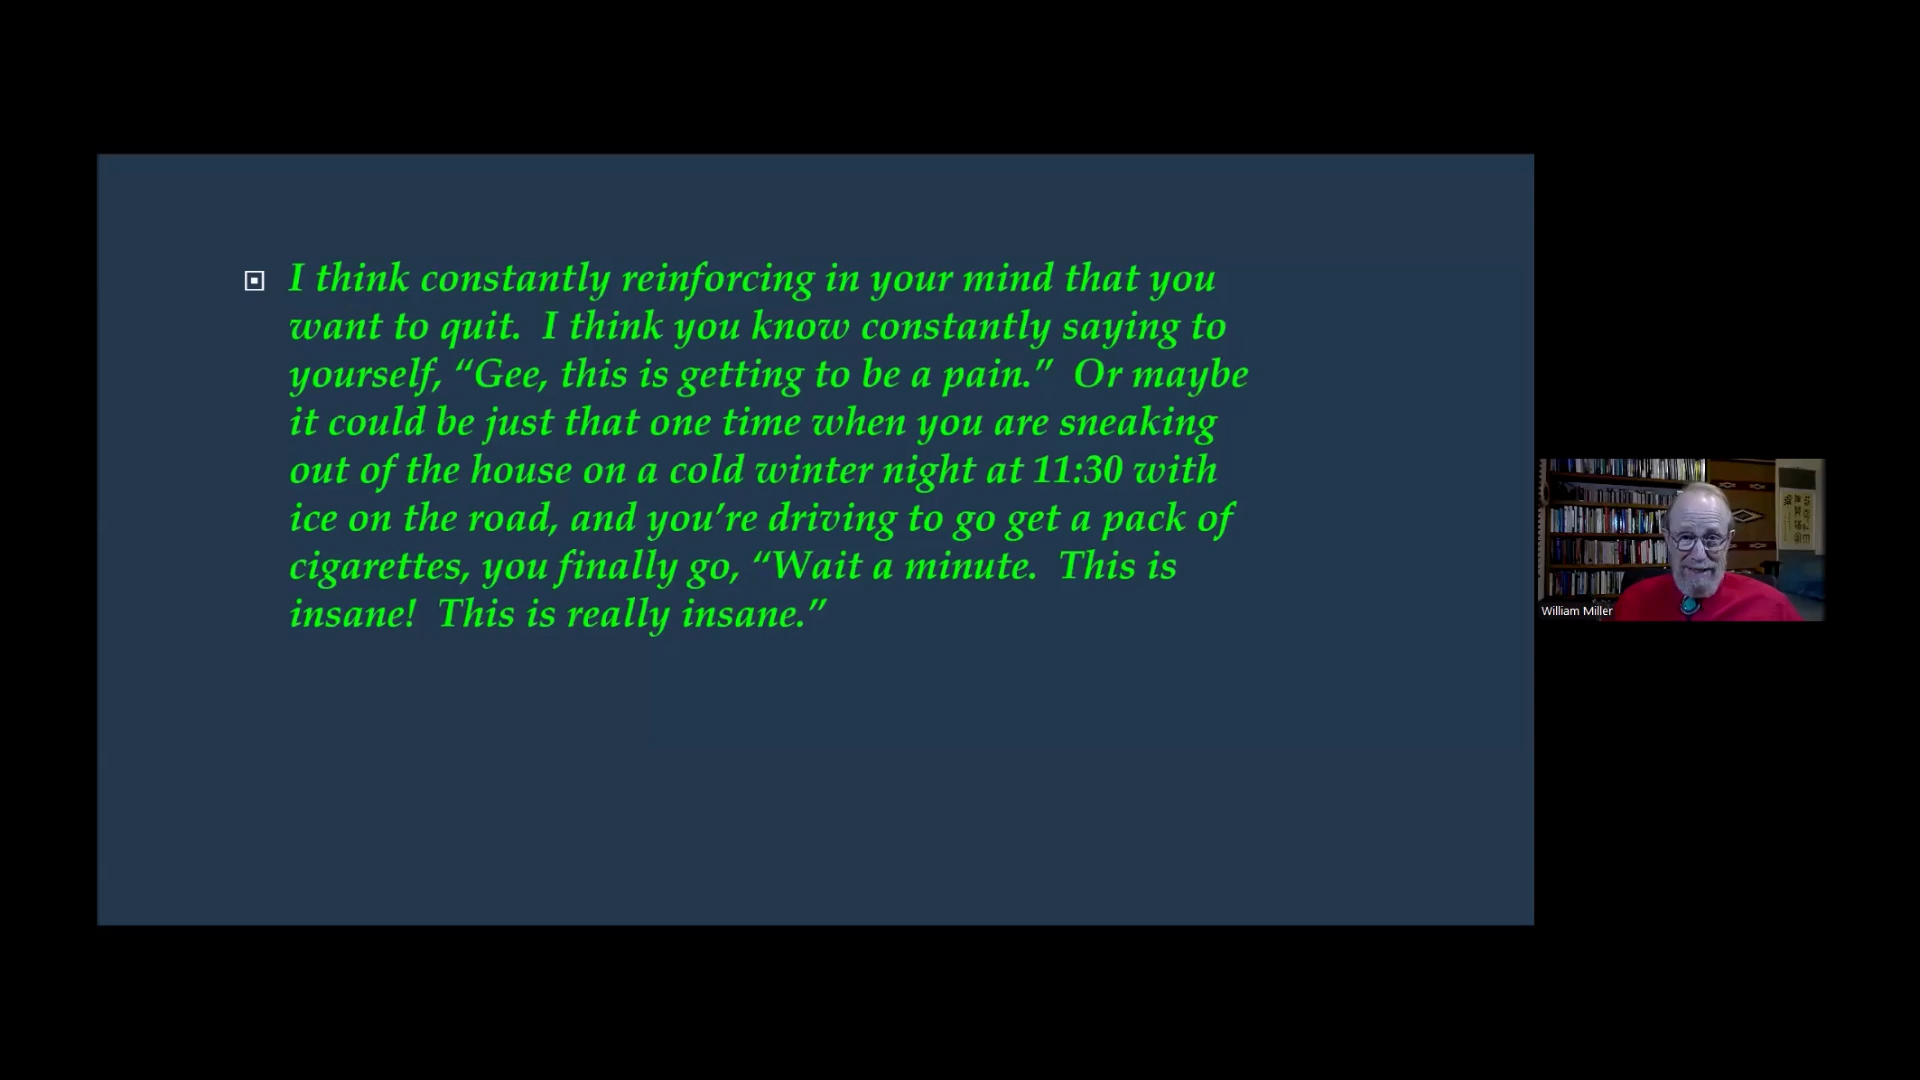 I think constantly reinforcing in your mind that you
want to quit.  I think you know constantly saying to
yourself, “Gee, this is getting to be a pain.”  Or maybe
it could be just that one time when you are sneaking
out of the house on a cold winter night at 11:30 with
ice on the road, and you’re driving to go get a pack of
cigarettes, you finally go, “Wait a minute.  This is
insane!  This is really insane.”
William Miller